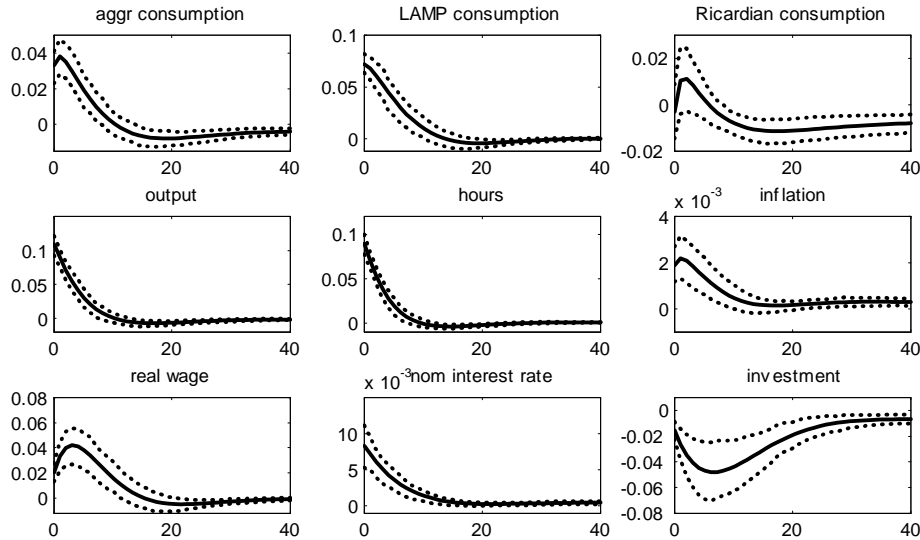 aggr consumption LAMP consumption Ricardian consumption
0.04 0.1 0.02
0.02 0.05 0
0 0 -0.02
0 20 40 0 20 40 0 20 40
output hours inflation
x 10^-3
0.1 0.1 4
0.05 0.05 2
0 0 0
0 20 40 0 20 40 0 20 40
real wage x 10^-3 nom interest rate investment
0.08 10 0
0.06 5 -0.02
0.04 0 -0.04
0.02 -0.06
0 -0.08
0 20 40 0 20 40 0 20 40